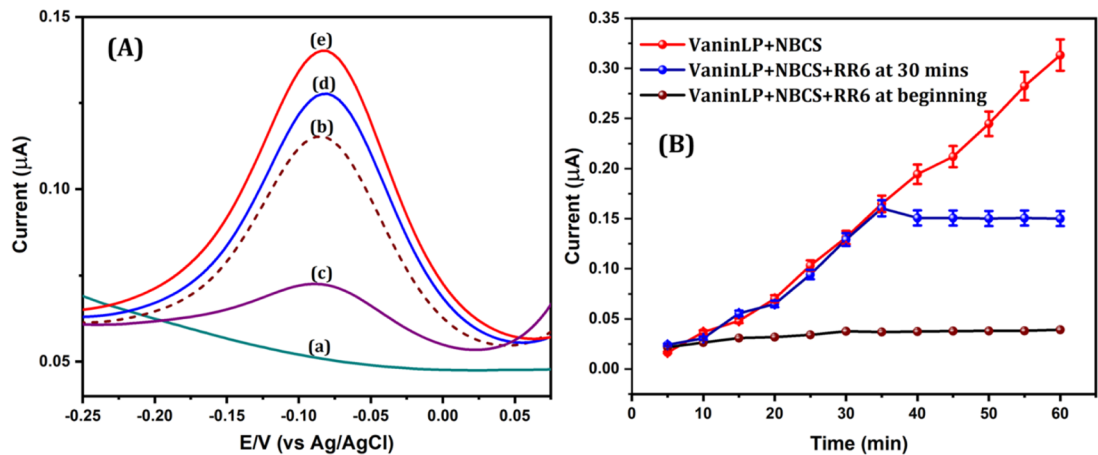 (A)
(e)
(d)
(b)
(c)
(a)
0.15
0.10
0.05
Current (µA)
-0.25
-0.20
-0.15
-0.10
-0.05
0.00
0.05
E/V (vs Ag/AgCl)
(B)
VaninLP+NBCS
VaninLP+NBCS+RR6 at 30 mins
VaninLP+NBCS+RR6 at beginning
0.35
0.30
0.25
0.20
0.15
0.10
0.05
0.00
Current (µA)
0
10
20
30
40
50
60
Time (min)